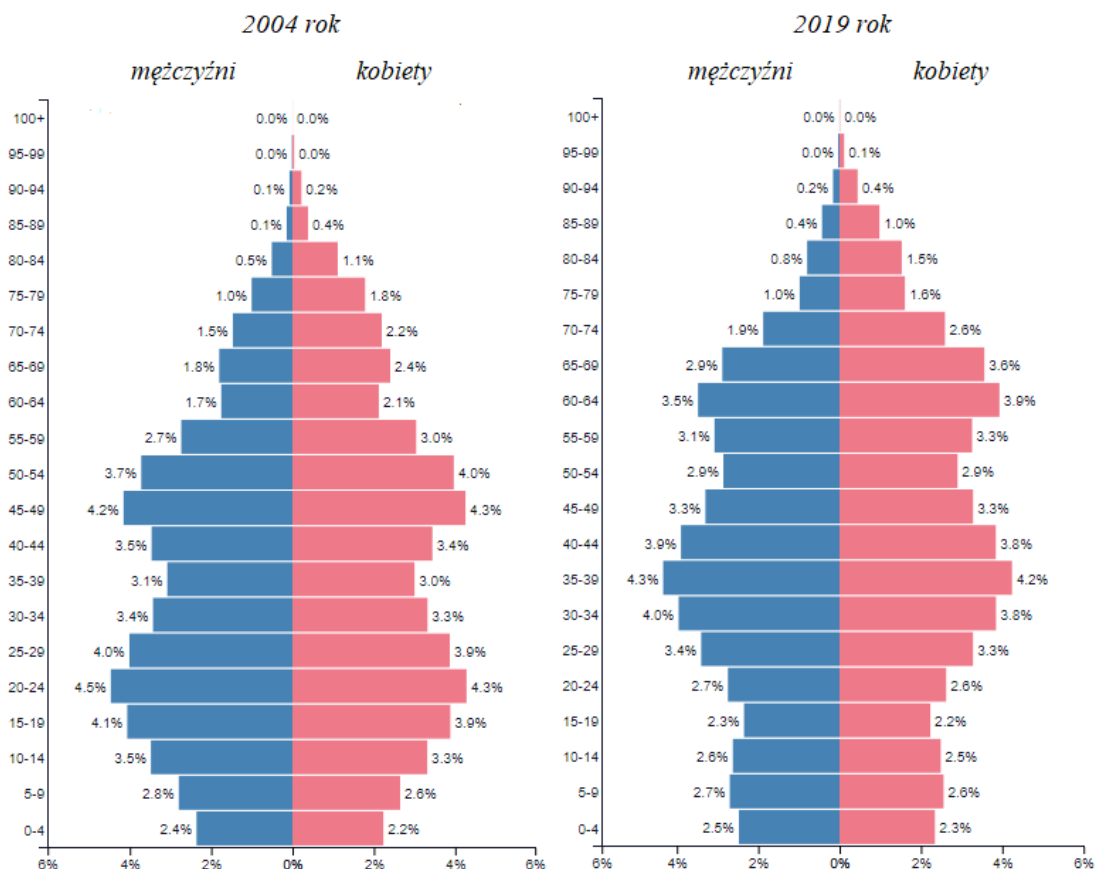 2004 rok 2019 rok
mężczyźni kobiety mężczyźni kobiety
100+ 0.0% 0.0% 100+ 0.0% 0.0%
95-99 0.0% 0.0% 95-99 0.0% 0.1%
90-94 0.1% 0.2% 90-94 0.2% 0.4%
85-89 0.1% 0.4% 85-89 0.4% 1.0%
80-84 0.5% 1.1% 80-84 0.8% 1.5%
75-79 1.0% 1.8% 75-79 1.0% 1.6%
70-74 1.5% 2.2% 70-74 1.9% 2.6%
65-69 1.8% 2.4% 65-69 2.9% 3.6%
60-64 1.7% 2.1% 60-64 3.5% 3.9%
55-59 2.7% 3.0% 55-59 3.1% 3.3%
50-54 3.7% 4.0% 50-54 2.9% 2.9%
45-49 4.2% 4.3% 45-49 3.3% 3.3%
40-44 3.5% 3.4% 40-44 3.9% 3.8%
35-39 3.1% 3.0% 35-39 4.3% 4.2%
30-34 3.4% 3.3% 30-34 4.0% 3.8%
25-29 4.0% 3.9% 25-29 3.4% 3.3%
20-24 4.5% 4.3% 20-24 2.7% 2.6%
15-19 4.1% 3.9% 15-19 2.3% 2.2%
10-14 3.5% 3.3% 10-14 2.6% 2.5%
5-9 2.8% 2.6% 5-9 2.7% 2.6%
0-4 2.4% 2.2% 0-4 2.5% 2.3%
6% 4% 2% 0% 2% 4% 6% 6% 4% 2% 0% 2% 4% 6%